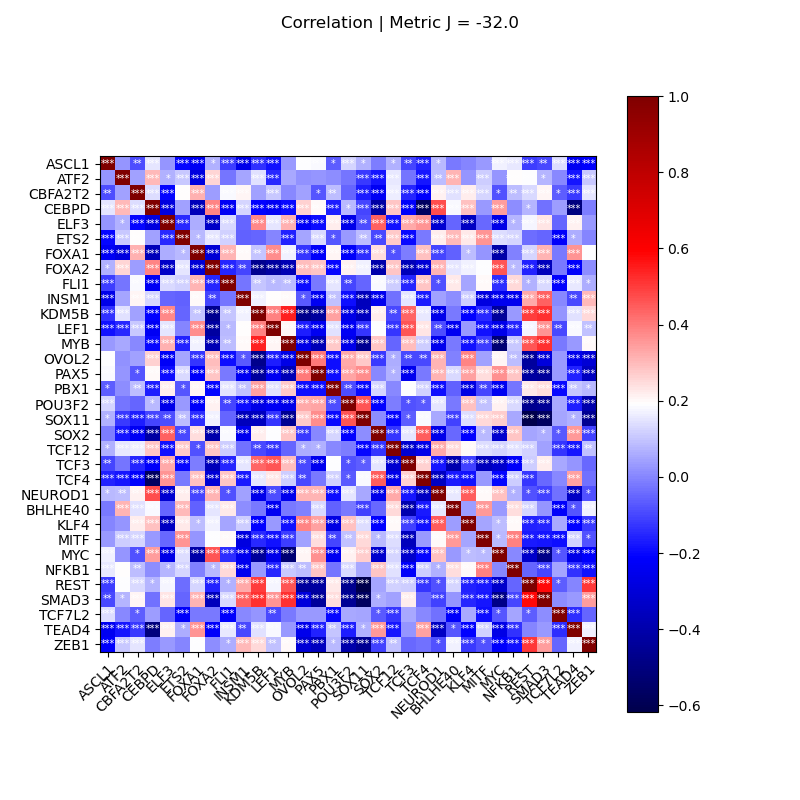 Correlation | Metric J = -32.0
ASCL1
ATF2
CBFA2T2
CEBPD
ELF3
ETS2
FOXA1
FOXA2
FLI1
INSM1
KDM5B
LEF1
MYB
OVOL2
PAX5
PBX1
POU3F2
SOX11
SOX2
TCF12
TCF3
TCF4
NEUROD1
BHLHE40
KLF4
MITF
MYC
NFKB1
REST
SMAD3
TCF7L2
TEAD4
ZEB1
ASCL1
ATF2
CBFA2T2
CEBPD
ELF3
ETS2
FOXA1
FOXA2
FLI1
INSM1
KDM5B
LEF1
MYB
OVOL2
PAX5
PBX1
POU3F2
SOX11
SOX2
TCF12
TCF3
TCF4
NEUROD1
BHLHE40
KLF4
MITF
MYC
NFKB1
REST
SMAD3
TCF7L2
TEAD4
ZEB1
1.0
0.8
0.6
0.4
0.2
0.0
−0.2
−0.4
−0.6